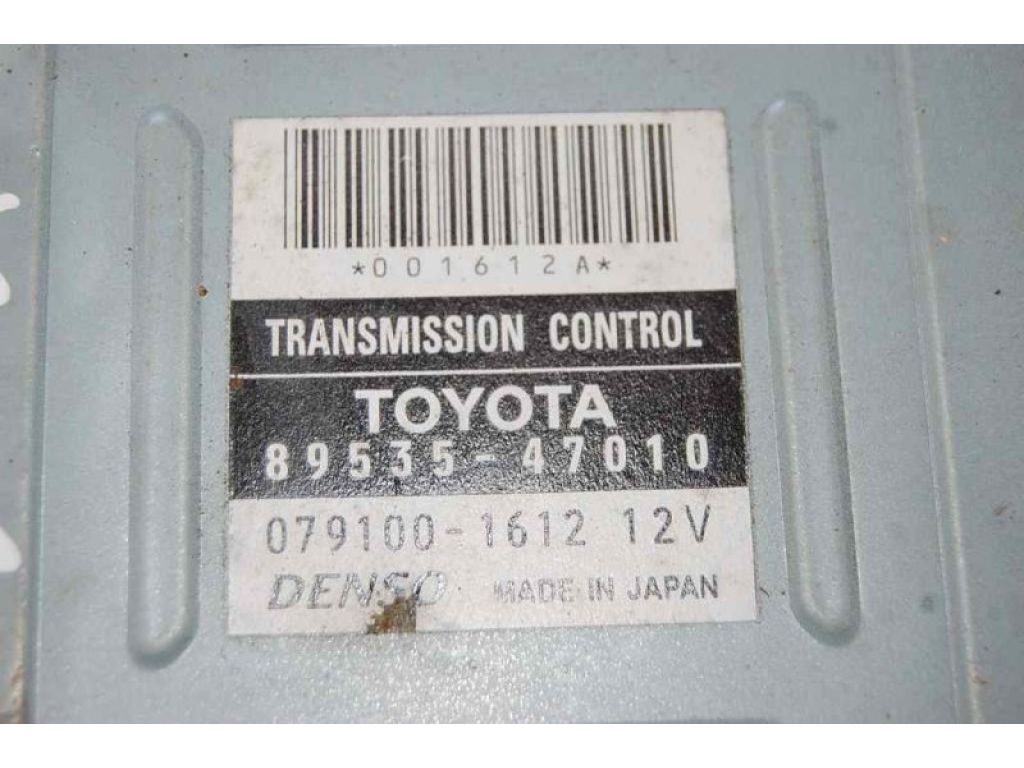 *001612A*
TRANSMISSION CONTROL
TOYOTA
89535-47010
079100-1612 12V
DENSO MADE IN JAPAN